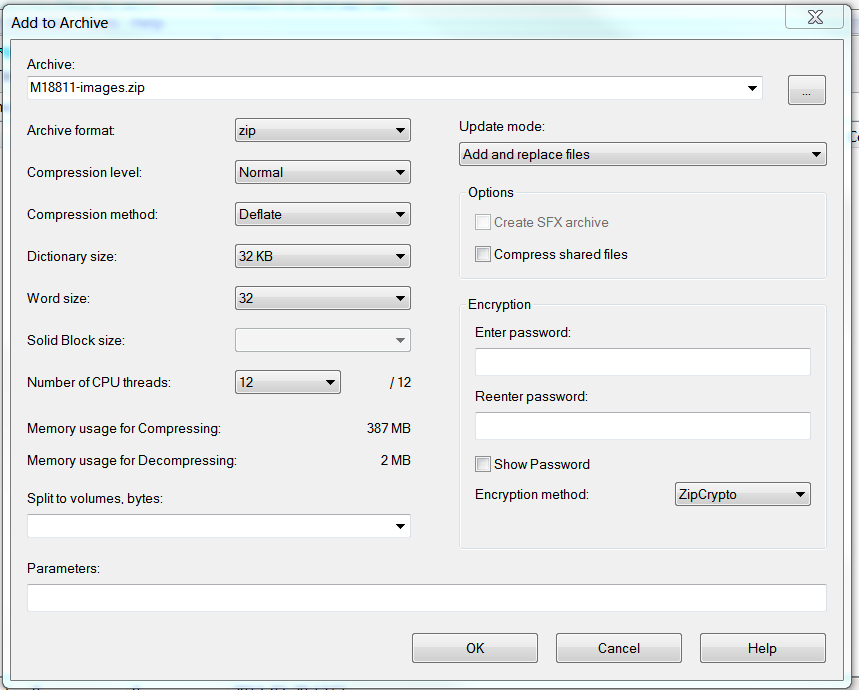 Add to Archive
Archive:
M18811-images.zip
...
Archive format:
zip
Compression level:
Normal
Compression method:
Deflate
Dictionary size:
32 KB
Word size:
32
Solid Block size:
Number of CPU threads:
12
/ 12
Memory usage for Compressing:
387 MB
Memory usage for Decompressing:
2 MB
Split to volumes, bytes:
Update mode:
Add and replace files
Options
Create SFX archive
Compress shared files
Encryption
Enter password:
Reenter password:
Show Password
Encryption method:
ZipCrypto
Parameters:
OK
Cancel
Help